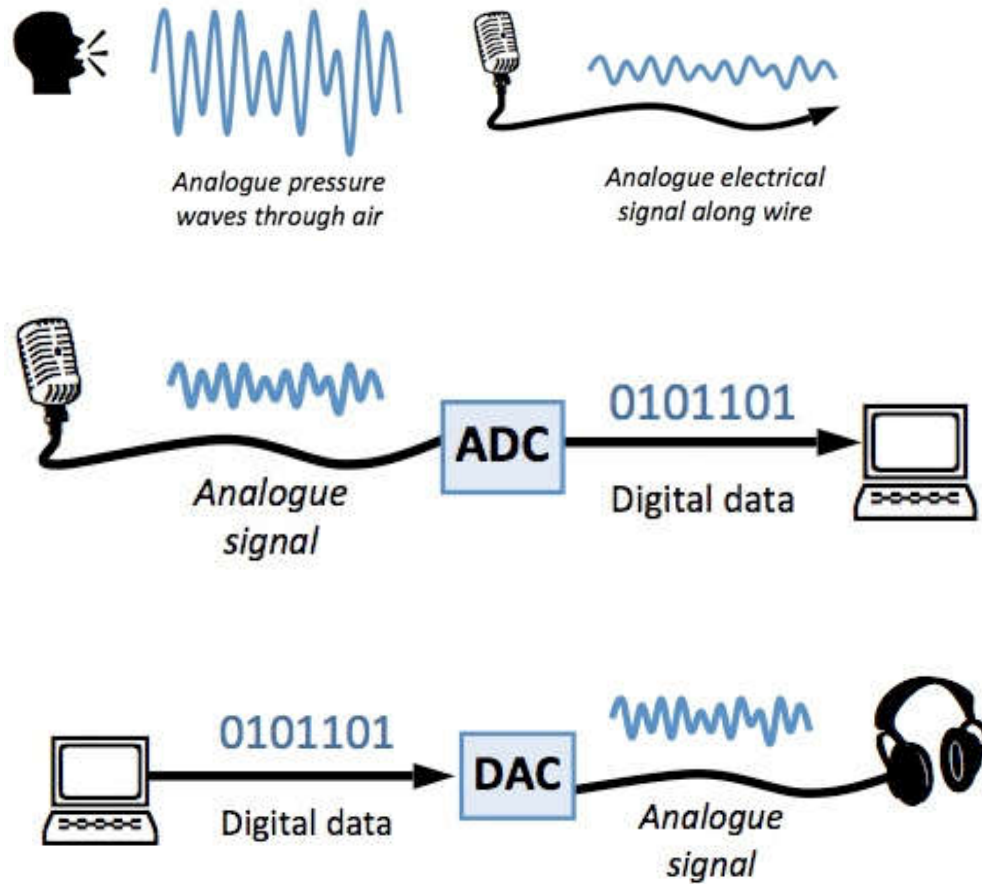 Analogue pressure
waves through air
Analogue electrical
signal along wire
0101101
ADC
Analogue
signal
Digital data
0101101
DAC
Digital data
Analogue
signal